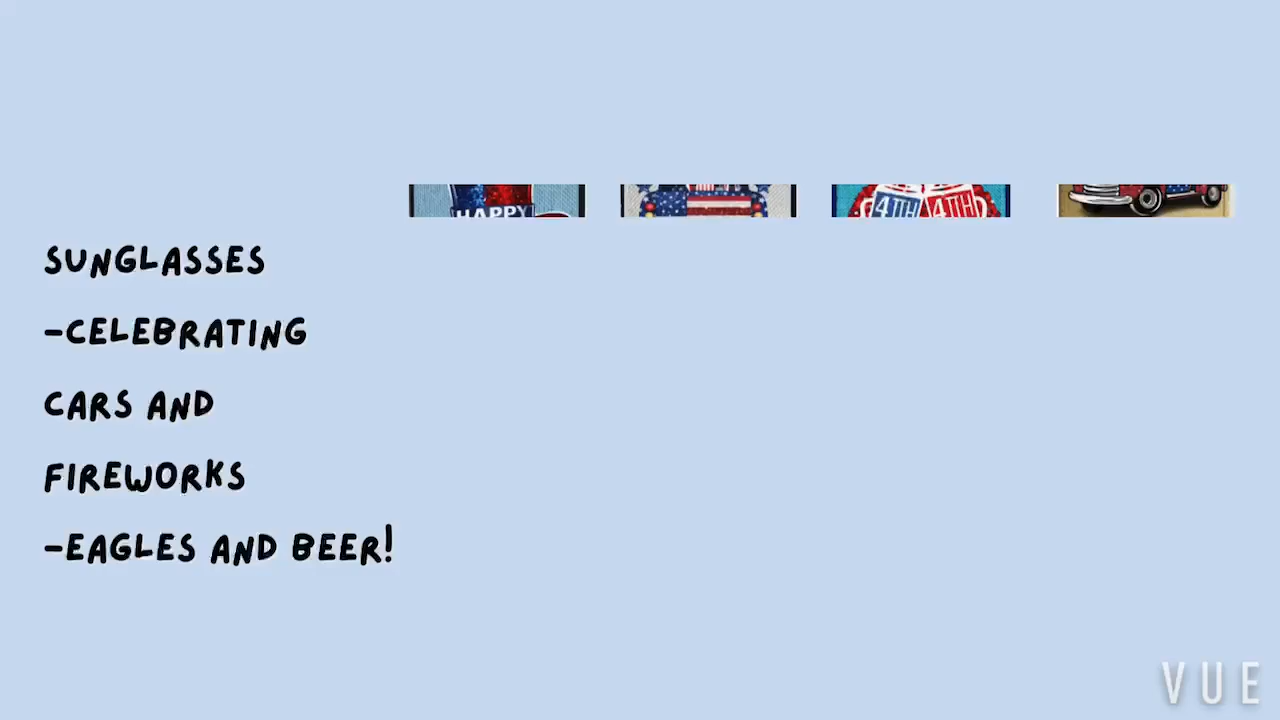 HAPPY
4TH 4TH
SUNGLASSES
-CELEBRATING
CARS AND
FIREWORKS
-EAGLES AND BEER!
VUE